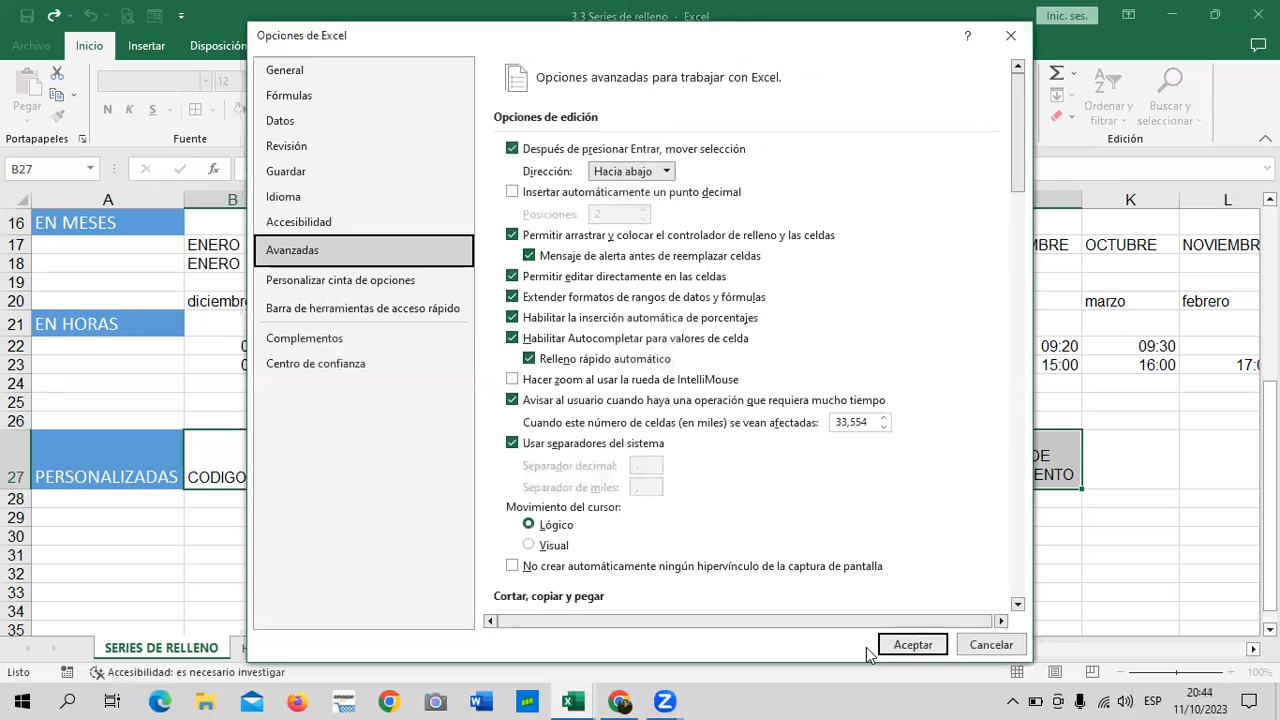 3.3 Series de relleno - Excel
Inic. ses.
Archivo
Inicio
Insertar
Disposición
Pegar
Portapapeles
12
N K S
Fuente
Ordenar y filtrar
Buscar y seleccionar
Edición
B27
Opciones de Excel
?
General
Fórmulas
Datos
Revisión
Guardar
Idioma
Accesibilidad
Avanzadas
Personalizar cinta de opciones
Barra de herramientas de acceso rápido
Complementos
Centro de confianza
Opciones avanzadas para trabajar con Excel.
Opciones de edición
Después de presionar Entrar, mover selección
Dirección: Hacia abajo
Insertar automáticamente un punto decimal
Posiciones: 2
Permitir arrastrar y colocar el controlador de relleno y las celdas
Mensaje de alerta antes de reemplazar celdas
Permitir editar directamente en las celdas
Extender formatos de rangos de datos y fórmulas
Habilitar la inserción automática de porcentajes
Habilitar Autocompletar para valores de celda
Relleno rápido automático
Hacer zoom al usar la rueda de IntelliMouse
Avisar al usuario cuando haya una operación que requiera mucho tiempo
Cuando este número de celdas (en miles) se vean afectadas: 33,554
Usar separadores del sistema
Separador decimal: .
Separador de miles: ,
Movimiento del cursor:
Lógico
Visual
No crear automáticamente ningún hipervínculo de la captura de pantalla
Cortar, copiar y pegar
Aceptar
Cancelar
A B K L
16 EN MESES
17 ENERO MBRE OCTUBRE NOVIEMBRE
18 ENERO
19
20 diciembre marzo febrero
21 EN HORAS
22 0 09:20 09:30
23 0 15:00 16:00 17:0
24
25
26
27 PERSONALIZADAS CODIGO DE
28
29
30
31
32
33
34
35
SERIES DE RELLENO
Listo
Accesibilidad: es necesario investigar
100%
ESP
20:44
11/10/2023